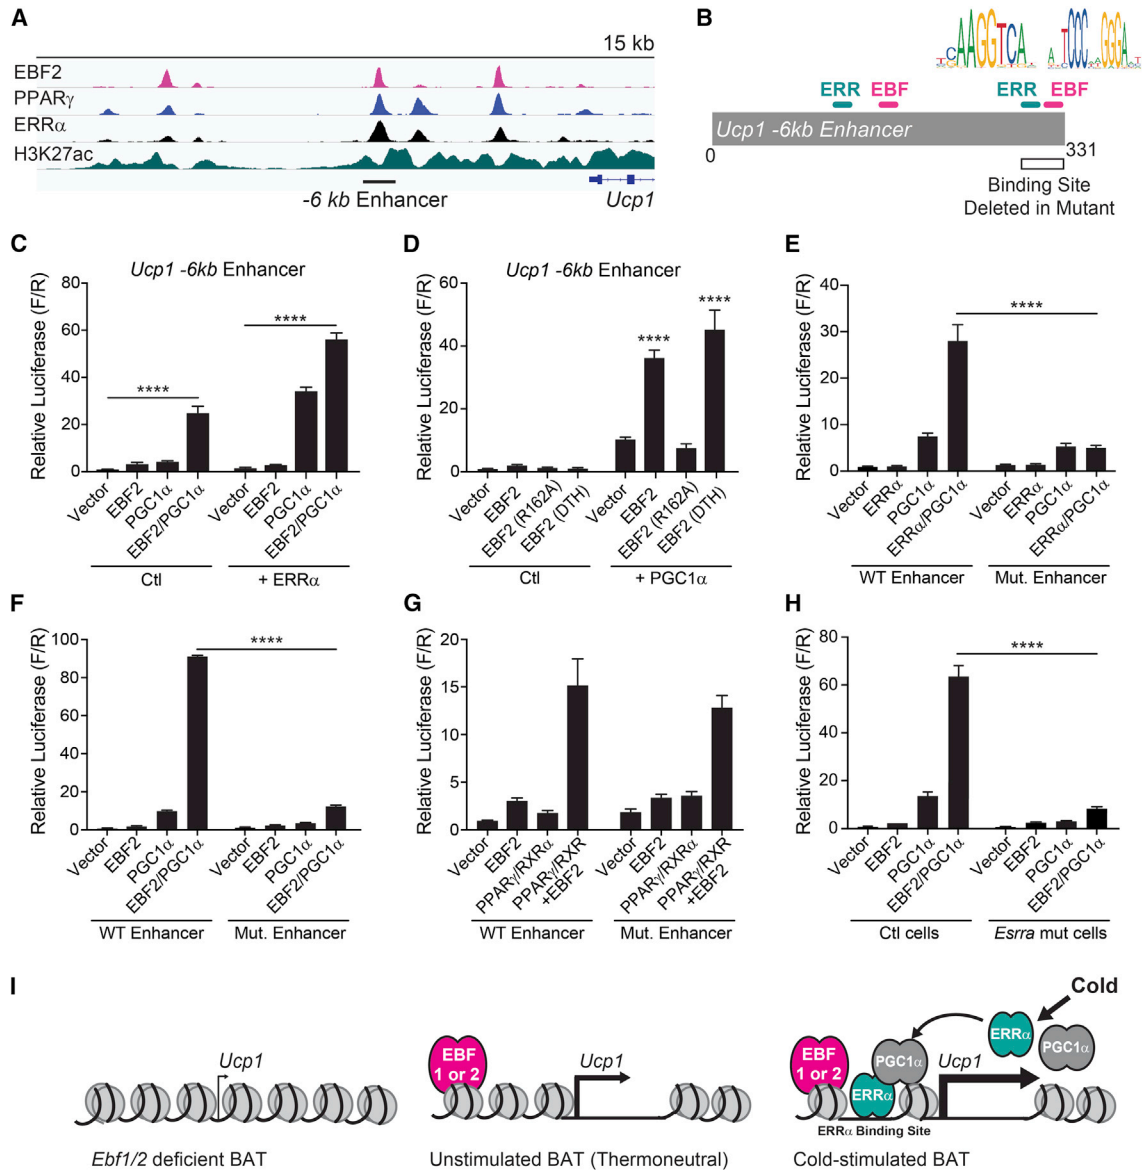 A
15 kb
EBF2
PPARγ
ERRα
H3K27ac
-6 kb Enhancer
Ucp1
B
ERR
EBF
ERR
EBF
Ucp1 -6kb Enhancer
0
331
Binding Site
Deleted in Mutant
C
Ucp1 -6kb Enhancer
Relative Luciferase (F/R)
80
60
40
20
0
****
****
Vector
EBF2
PGC1α
EBF2/PGC1α
Vector
EBF2
PGC1α
EBF2/PGC1α
Ctl
+ ERRα
D
Ucp1 -6kb Enhancer
Relative Luciferase (F/R)
60
40
20
0
****
****
Vector
EBF2
EBF2 (R162A)
EBF2 (DTH)
Vector
EBF2
EBF2 (R162A)
EBF2 (DTH)
Ctl
+ PGC1α
E
Relative Luciferase (F/R)
40
30
20
10
0
****
Vector
ERRα
PGC1α
ERRα/PGC1α
Vector
ERRα
PGC1α
ERRα/PGC1α
WT Enhancer
Mut. Enhancer
F
Relative Luciferase (F/R)
100
80
60
40
20
0
****
Vector
EBF2
PGC1α
EBF2/PGC1α
Vector
EBF2
PGC1α
EBF2/PGC1α
WT Enhancer
Mut. Enhancer
G
Relative Luciferase (F/R)
20
15
10
5
0
Vector
EBF2
PPARγ/RXRα
PPARγ/RXR
+EBF2
Vector
EBF2
PPARγ/RXRα
PPARγ/RXR
+EBF2
WT Enhancer
Mut. Enhancer
H
Relative Luciferase (F/R)
80
60
40
20
0
****
Vector
EBF2
PGC1α
EBF2/PGC1α
Vector
EBF2
PGC1α
EBF2/PGC1α
Ctl cells
Esrra mut cells
I
Ucp1
Ebf1/2 deficient BAT
EBF
1 or 2
Ucp1
Unstimulated BAT (Thermoneutral)
Cold
ERRα
PGC1α
EBF
1 or 2
PGC1α
Ucp1
ERRα
ERRα Binding Site
Cold-stimulated BAT